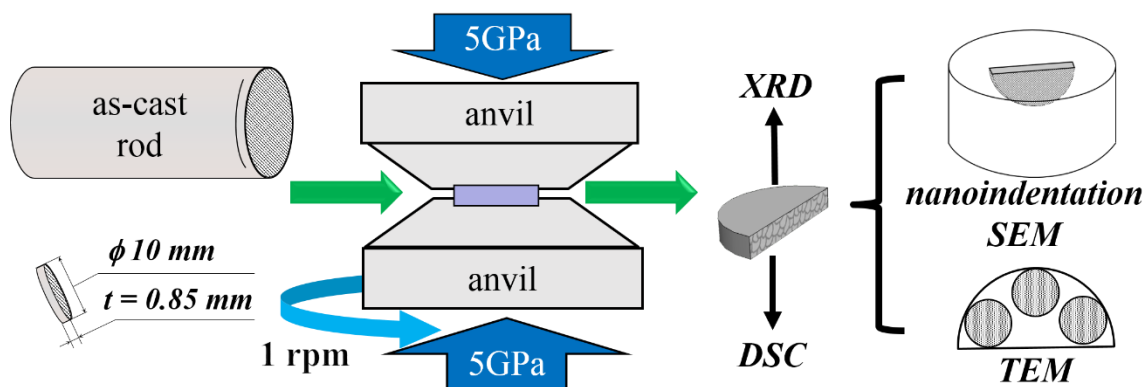 5GPa
as-cast
rod
anvil
XRD
nanoindentation
SEM
ϕ 10 mm
t = 0.85 mm
anvil
1 rpm
5GPa
DSC
TEM